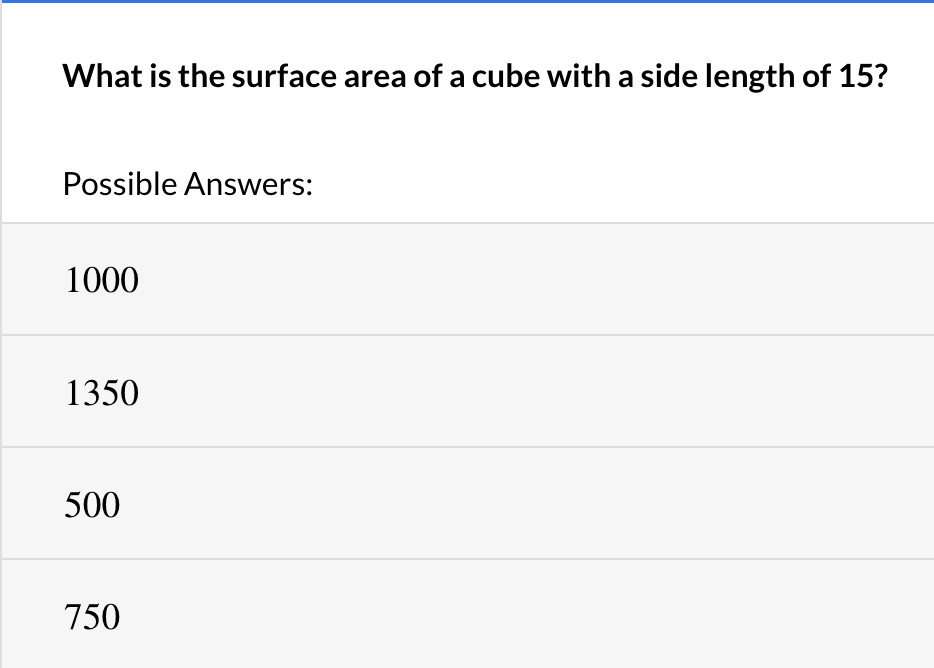 What is the surface area of a cube with a side length of 15?
Possible Answers:
1000
1350
500
750